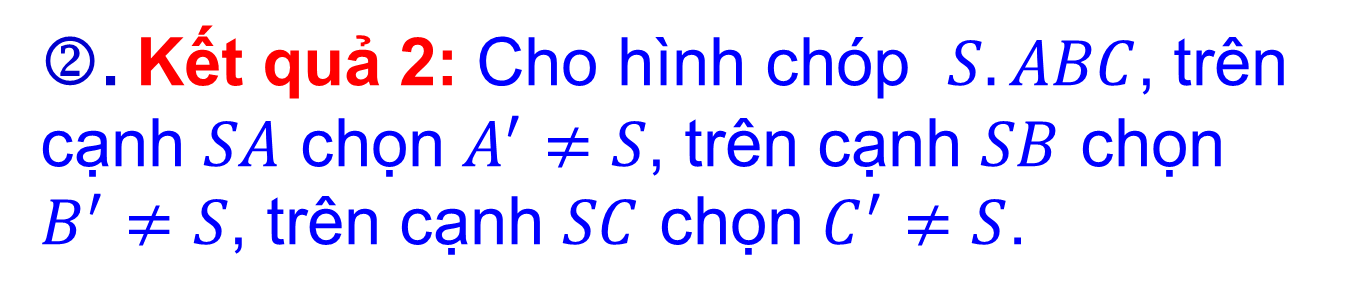 ②. Kết quả 2: Cho hình chóp S.ABC, trên
cạnh SA chọn A′ ≠ S, trên cạnh SB chọn
B′ ≠ S, trên cạnh SC chọn C′ ≠ S.